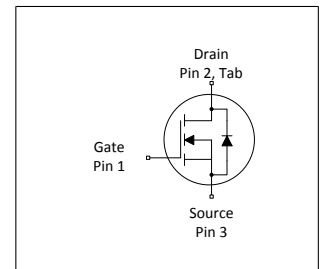 Drain
Pin 2, Tab
Gate
Pin 1
Source
Pin 3